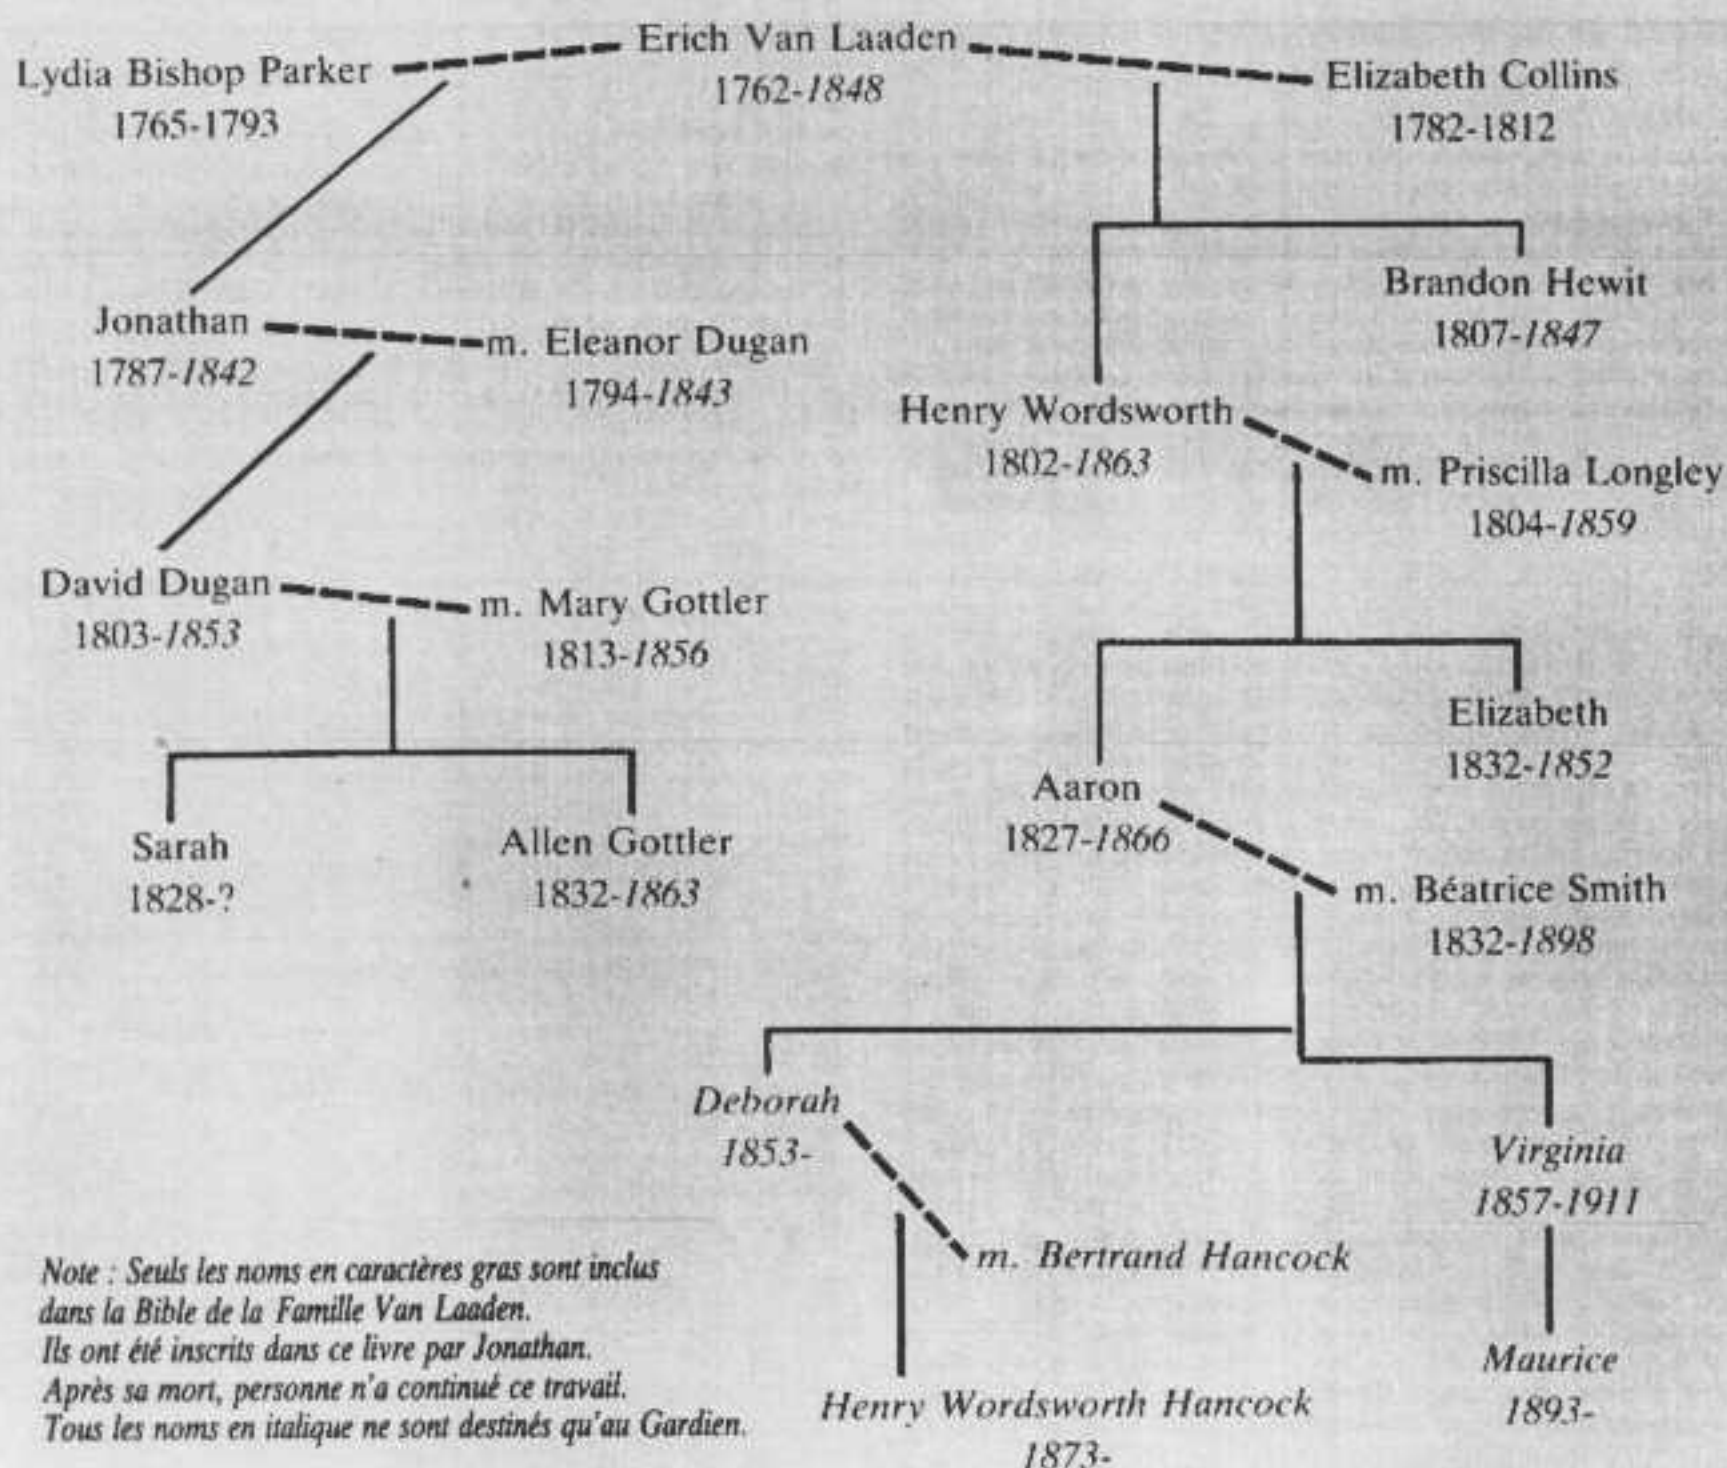 Erich Van Laaden
1762-1848
Lydia Bishop Parker
1765-1793
Elizabeth Collins
1782-1812
Jonathan
1787-1842
m. Eleanor Dugan
1794-1843
Brandon Hewit
1807-1847
Henry Wordsworth
1802-1863
m. Priscilla Longley
1804-1859
David Dugan
1803-1853
m. Mary Gottler
1813-1856
Sarah
1828-?
Allen Gottler
1832-1863
Elizabeth
1832-1852
Aaron
1827-1866
m. Béatrice Smith
1832-1898
Deborah
1853-
Virginia
1857-1911
m. Bertrand Hancock
Henry Wordsworth Hancock
1873-
Maurice
1893-
Note : Seuls les noms en caractères gras sont inclus
dans la Bible de la Famille Van Laaden.
Ils ont été inscrits dans ce livre par Jonathan.
Après sa mort, personne n'a continué ce travail.
Tous les noms en italique ne sont destinés qu'au Gardien.